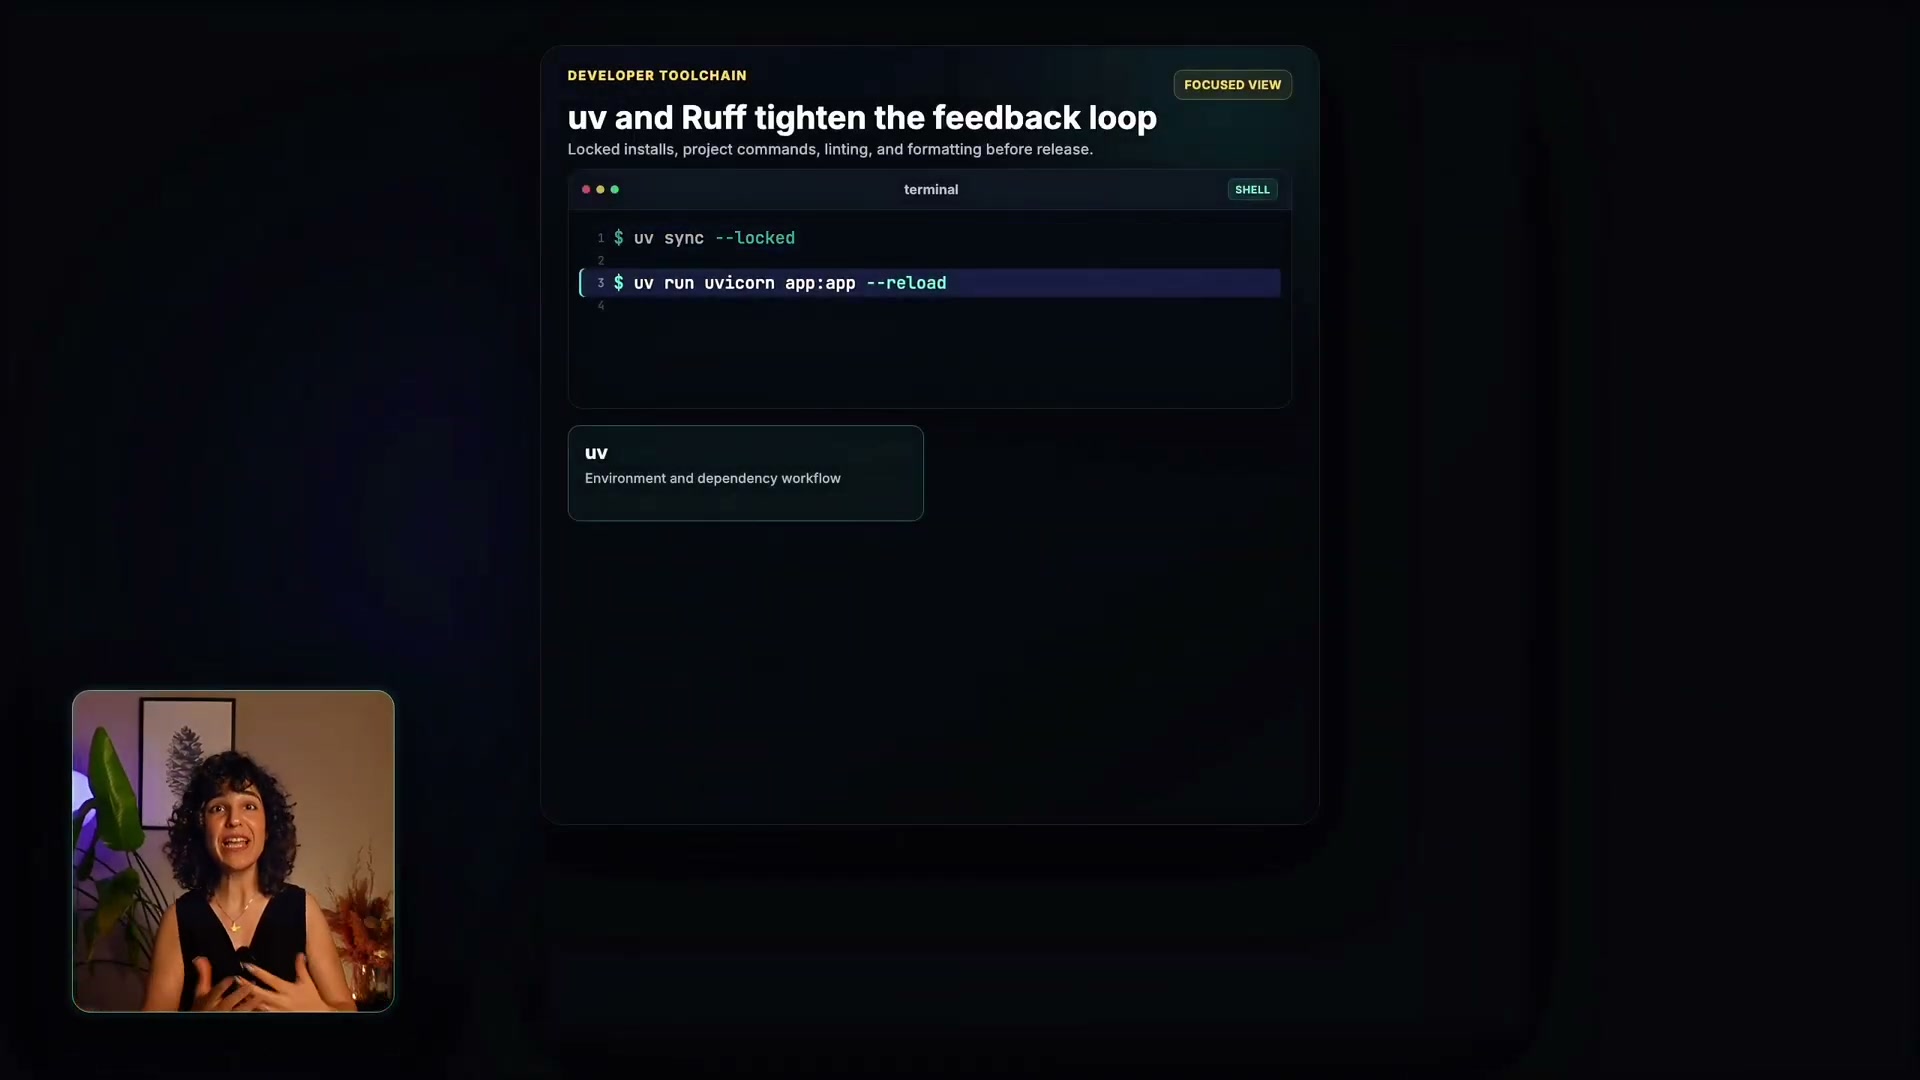 DEVELOPER TOOLCHAIN
FOCUSED VIEW
uv and Ruff tighten the feedback loop
Locked installs, project commands, linting, and formatting before release.
terminal
SHELL
1 $ uv sync --locked
2
3 $ uv run uvicorn app:app --reload
4
uv
Environment and dependency workflow